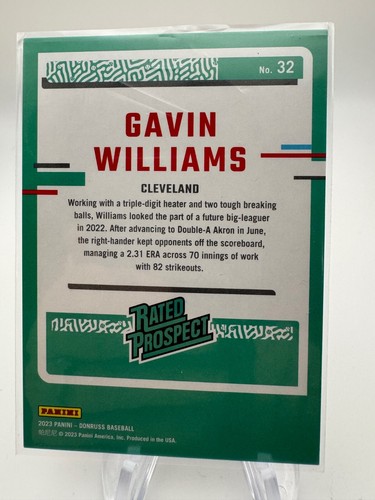 No. 32
GAVIN
WILLIAMS
CLEVELAND
Working with a triple-digit heater and two tough breaking
balls, Williams looked the part of a future big-leaguer
in 2022. After advancing to Double-A Akron in June,
the right-hander kept opponents off the scoreboard,
managing a 2.31 ERA across 70 innings of work
with 82 strikeouts.
RATED
PROSPECT
PANINI
2023 PANINI – DONRUSS BASEBALL
© 2023 Panini America, Inc. Produced in the USA.